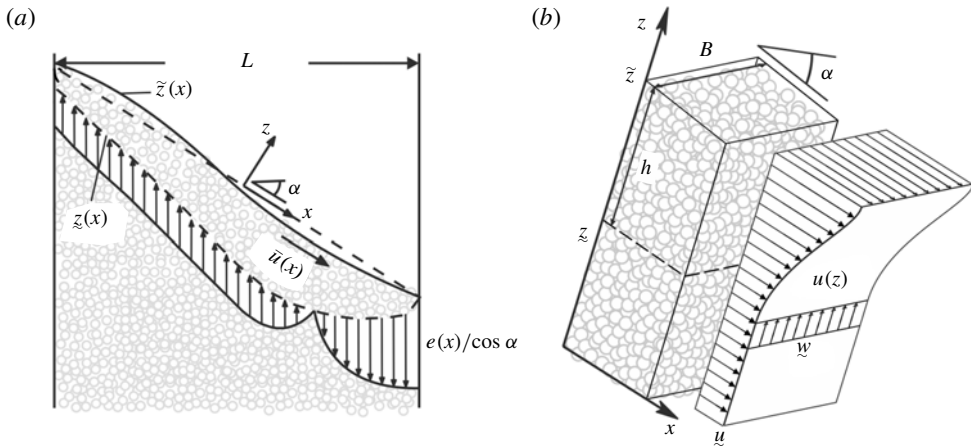 (a)
L
z̃(x)
z
α
x
z̰(x)
ū(x)
e(x)/cos α
(b)
z
B
z̃
α
h
z̰
u(z)
w̰
x
ṵ